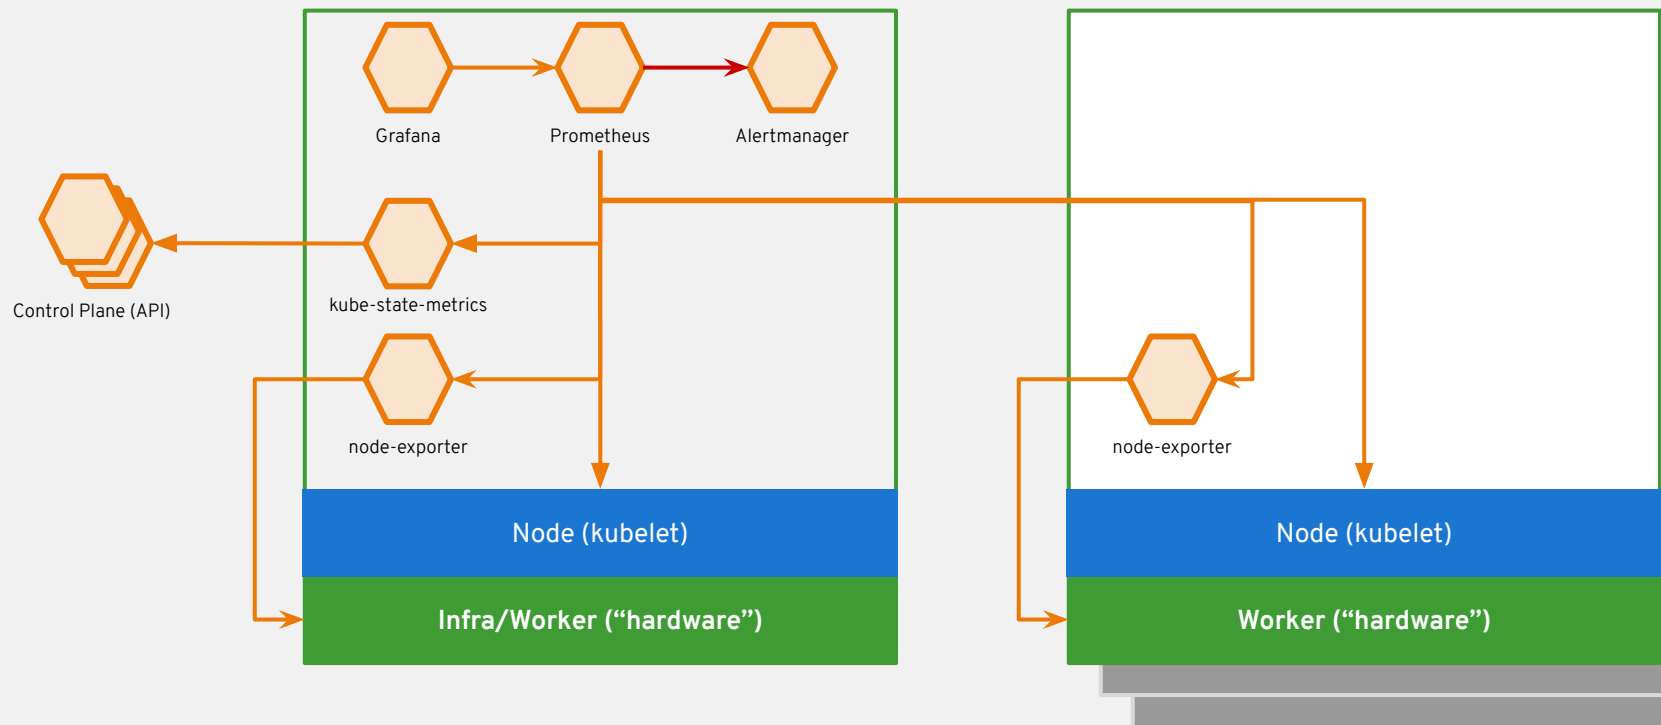 Grafana
Prometheus
Alertmanager
Control Plane (API)
kube-state-metrics
node-exporter
node-exporter
Node (kubelet)
Node (kubelet)
Infra/Worker (“hardware”)
Worker (“hardware”)